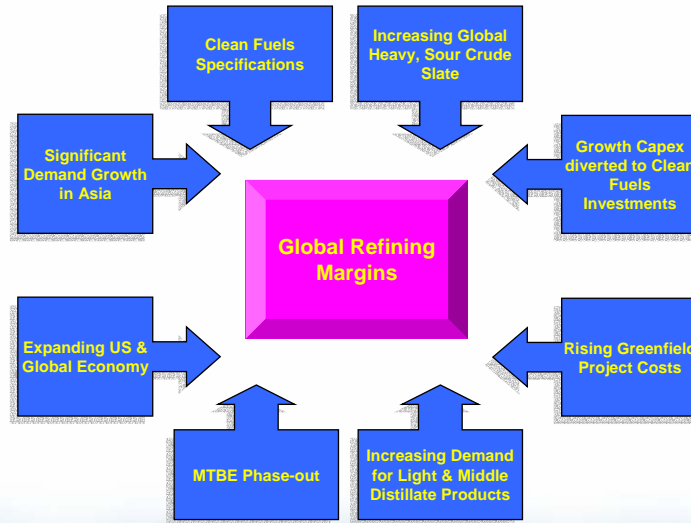 Clean Fuels
Specifications
Increasing Global
Heavy, Sour Crude
Slate
Significant
Demand Growth
in Asia
Growth Capex
diverted to Clean
Fuels
Investments
Global Refining
Margins
Expanding US &
Global Economy
Rising Greenfield
Project Costs
MTBE Phase-out
Increasing Demand
for Light & Middle
Distillate Products